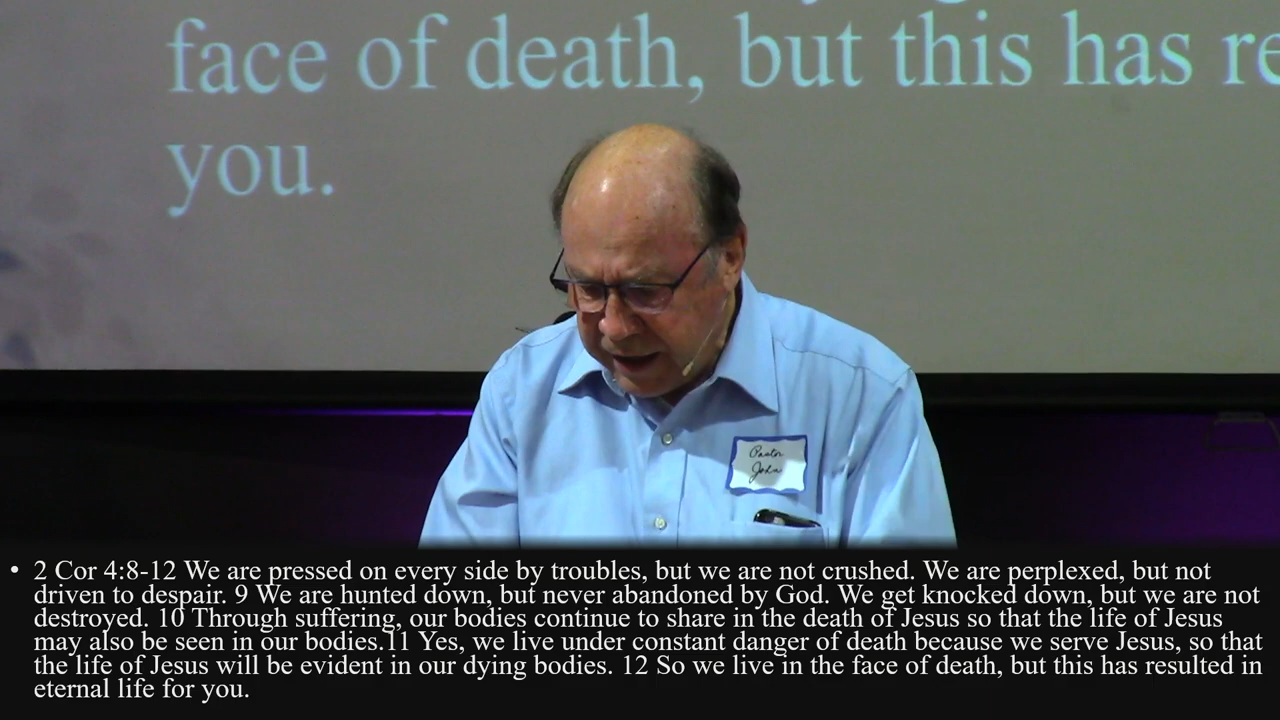 face of death, but this has re
you.
Pastor
John
• 2 Cor 4:8-12 We are pressed on every side by troubles, but we are not crushed. We are perplexed, but not
driven to despair. 9 We are hunted down, but never abandoned by God. We get knocked down, but we are not
destroyed. 10 Through suffering, our bodies continue to share in the death of Jesus so that the life of Jesus
may also be seen in our bodies.11 Yes, we live under constant danger of death because we serve Jesus, so that
the life of Jesus will be evident in our dying bodies. 12 So we live in the face of death, but this has resulted in
eternal life for you.